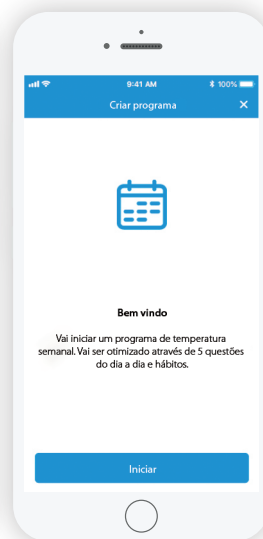 9:41 AM
100%
Criar programa
Bem vindo
Vai iniciar um programa de temperatura
semanal. Vai ser otimizado através de 5 questões
do dia a dia e hábitos.
Iniciar